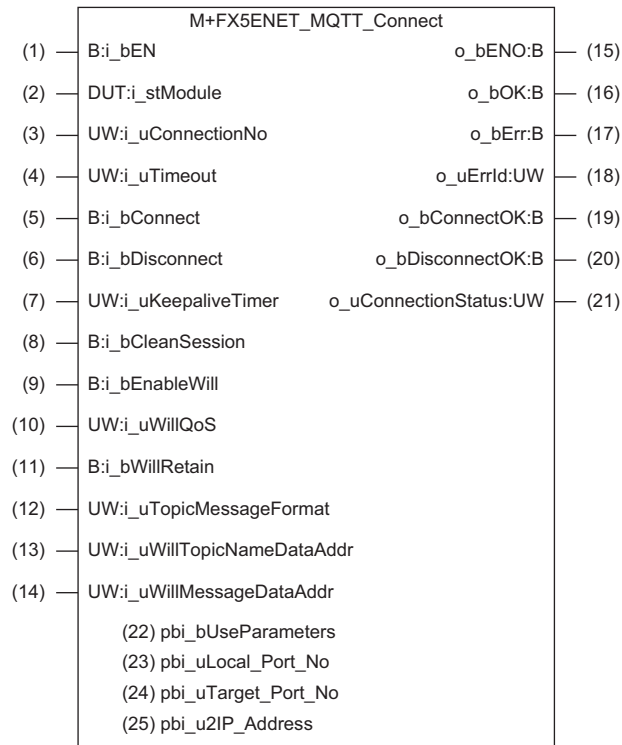 M+FX5ENET_MQTT_Connect
(1) B:i_bEN o_bENO:B (15)
(2) DUT:i_stModule o_bOK:B (16)
(3) UW:i_uConnectionNo o_bErr:B (17)
(4) UW:i_uTimeout o_uErrId:UW (18)
(5) B:i_bConnect o_bConnectOK:B (19)
(6) B:i_bDisconnect o_bDisconnectOK:B (20)
(7) UW:i_uKeepaliveTimer o_uConnectionStatus:UW (21)
(8) B:i_bCleanSession
(9) B:i_bEnableWill
(10) UW:i_uWillQoS
(11) B:i_bWillRetain
(12) UW:i_uTopicMessageFormat
(13) UW:i_uWillTopicNameDataAddr
(14) UW:i_uWillMessageDataAddr
(22) pbi_bUseParameters
(23) pbi_uLocal_Port_No
(24) pbi_uTarget_Port_No
(25) pbi_u2IP_Address